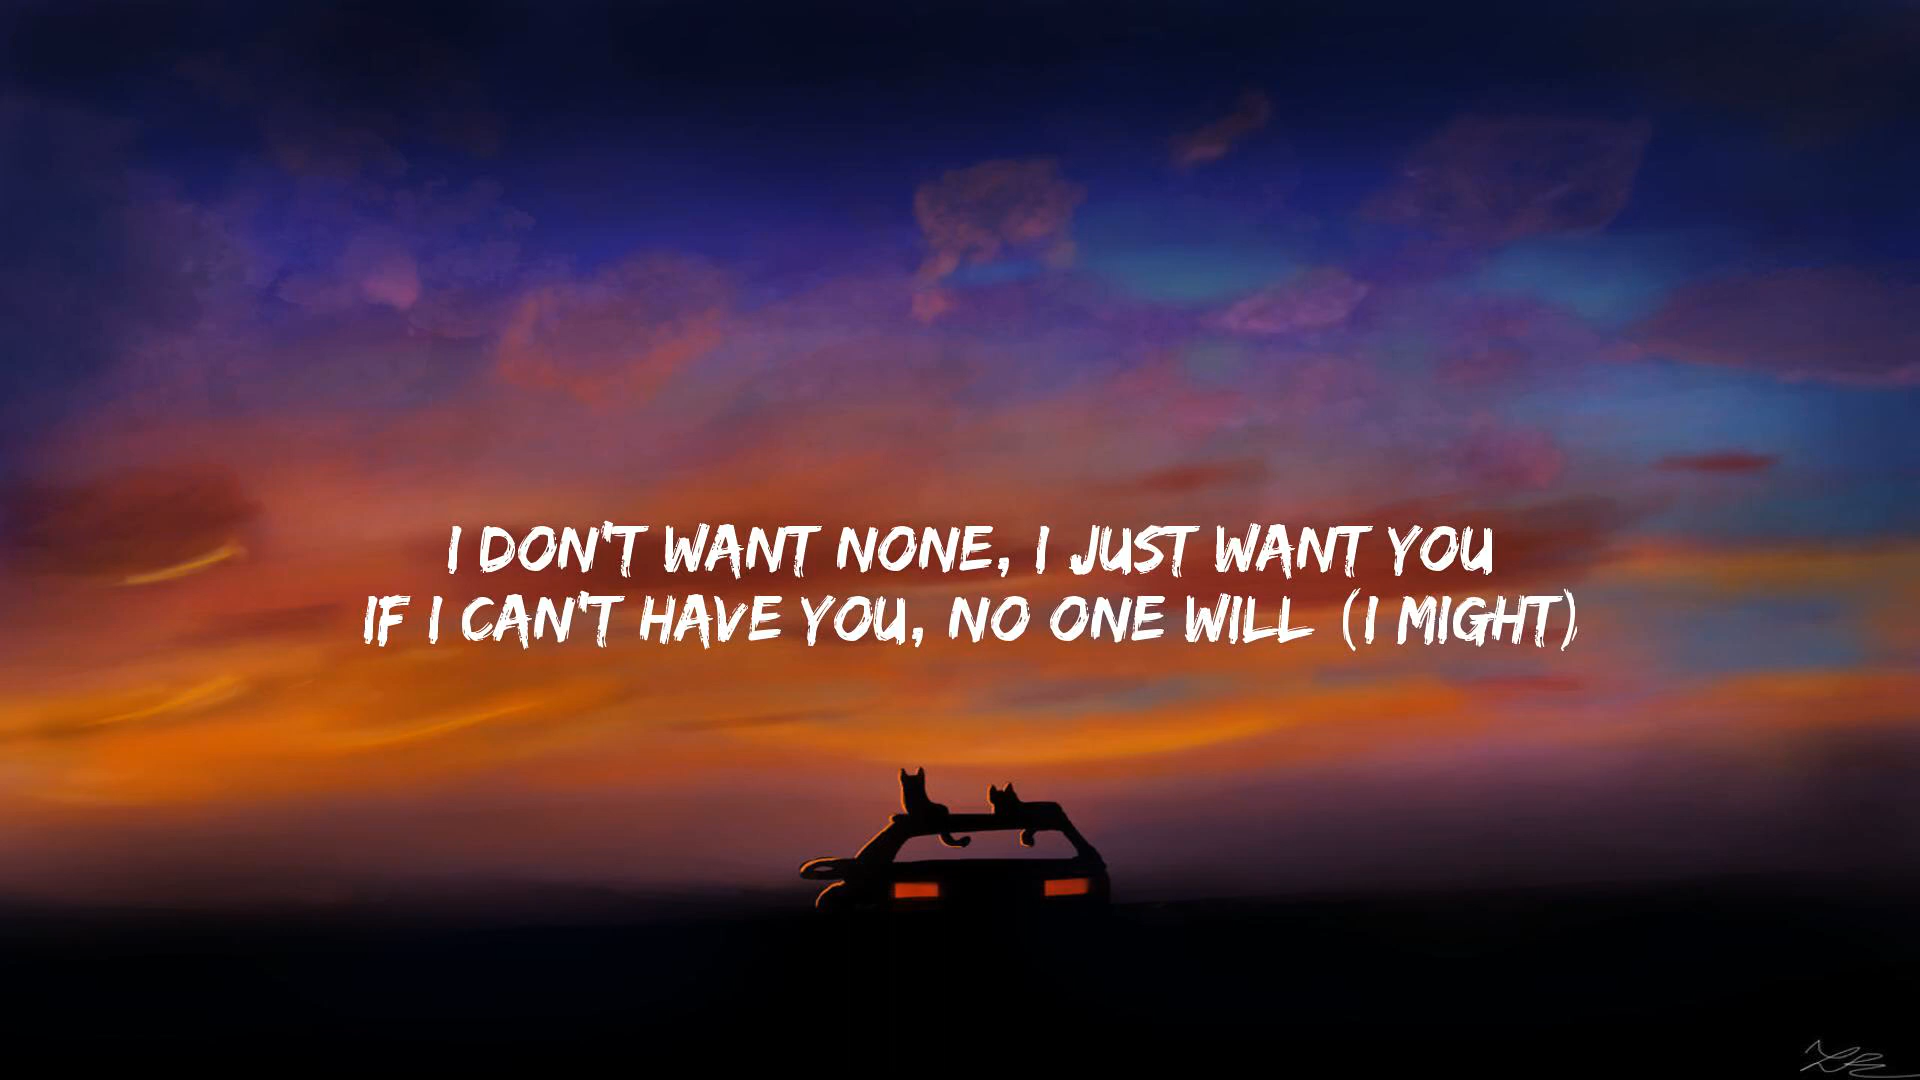 I DON'T WANT NONE, I JUST WANT YOU
IF I CAN'T HAVE YOU, NO ONE WILL (I MIGHT)